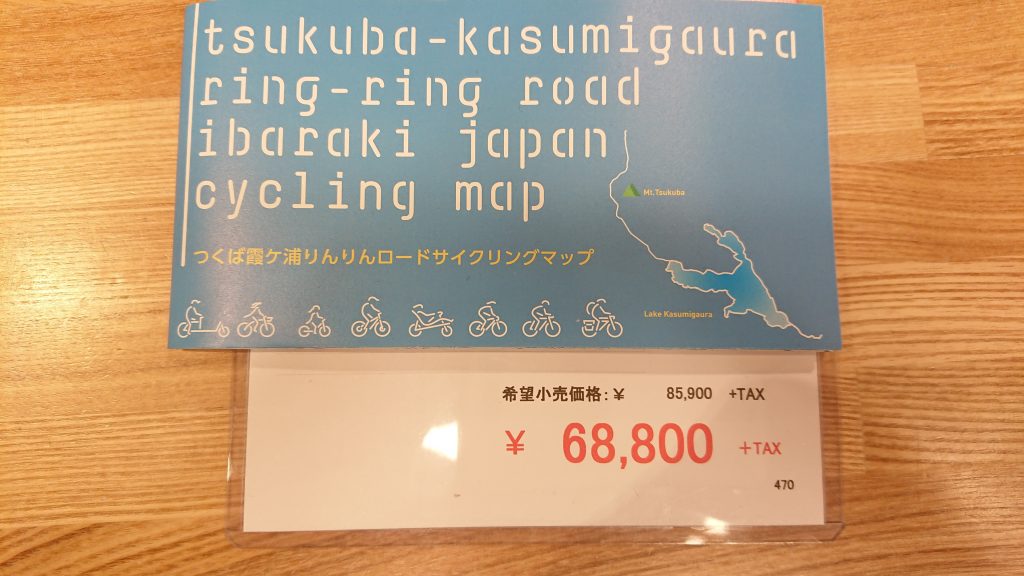 tsukuba-kasumigaura
ring-ring road
ibaraki japan
cycling map
Mt.Tsukuba
つくば霞ケ浦りんりんロードサイクリングマップ
Lake Kasumigaura
希望小売価格:¥ 85,900 +TAX
¥ 68,800 +TAX
470